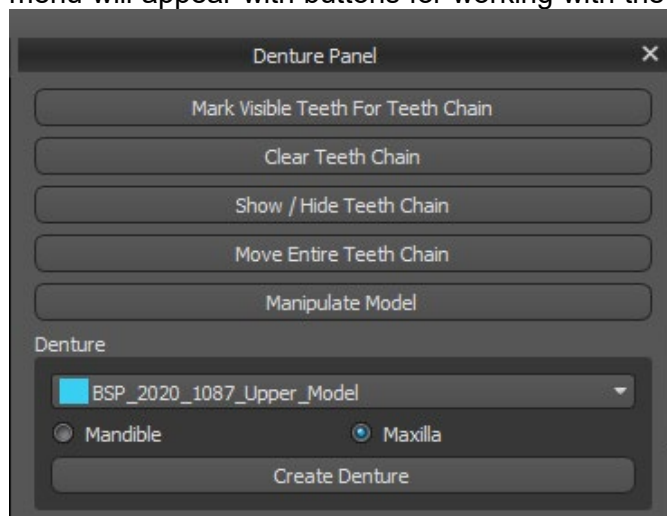 menu will appear with buttons for working with the
Denture Panel
Mark Visible Teeth For Teeth Chain
Clear Teeth Chain
Show / Hide Teeth Chain
Move Entire Teeth Chain
Manipulate Model
Denture
BSP_2020_1087_Upper_Model
Mandible Maxilla
Create Denture